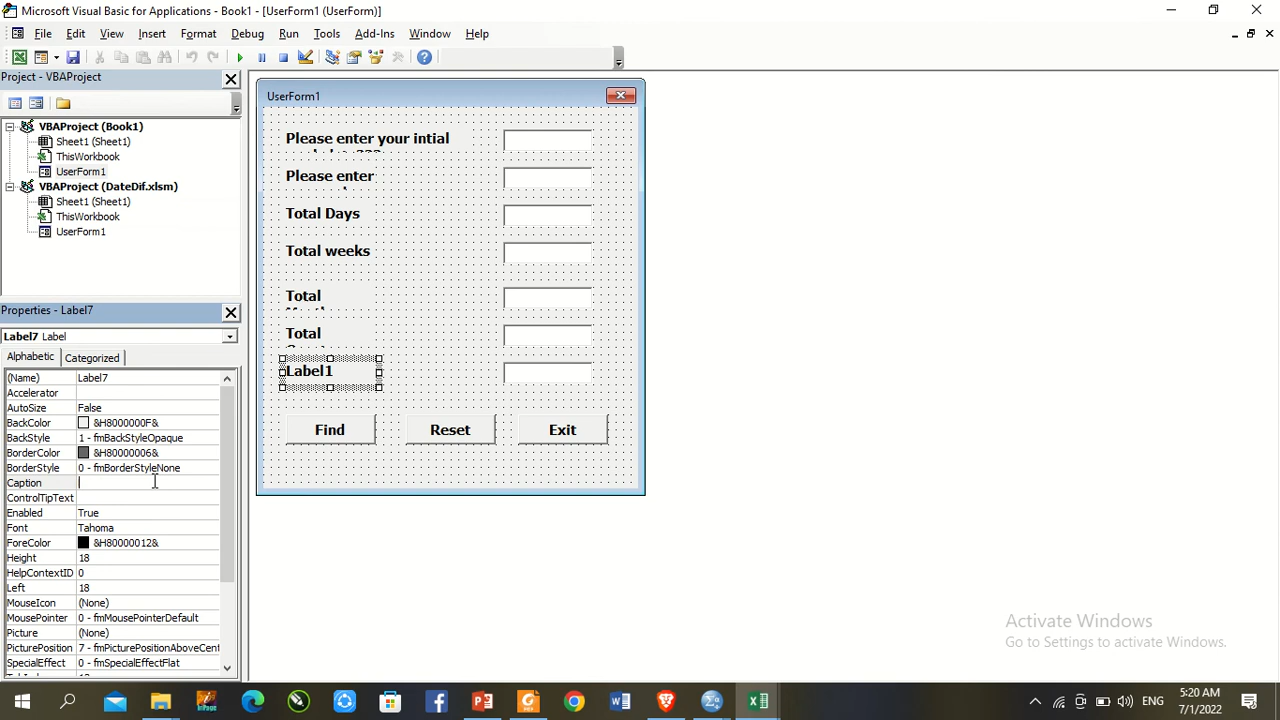 Microsoft Visual Basic for Applications - Book1 - [UserForm1 (UserForm)]
File Edit View Insert Format Debug Run Tools Add-Ins Window Help
Project - VBAProject
VBAProject (Book1)
Sheet1 (Sheet1)
ThisWorkbook
UserForm1
VBAProject (DateDif.xlsm)
Sheet1 (Sheet1)
ThisWorkbook
UserForm1
Properties - Label7
Label7 Label
Alphabetic Categorized
(Name) Label7
Accelerator
AutoSize False
BackColor &H8000000F&
BackStyle 1 - fmBackStyleOpaque
BorderColor &H80000006&
BorderStyle 0 - fmBorderStyleNone
Caption
ControlTipText
Enabled True
Font Tahoma
ForeColor &H80000012&
Height 18
HelpContextID 0
Left 18
MouseIcon (None)
MousePointer 0 - fmMousePointerDefault
Picture (None)
PicturePosition 7 - fmPicturePositionAboveCent
SpecialEffect 0 - fmSpecialEffectFlat
UserForm1
Please enter your intial
Please enter
Total Days
Total weeks
Total
Total
Label1
Find Reset Exit
Activate Windows
Go to Settings to activate Windows.
ENG
5:20 AM
7/1/2022